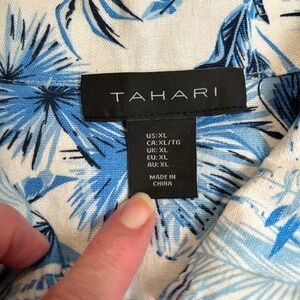 TAHARI
US: XL
CA: XL/TG
UK: XL
EU: XL
AU: XL
MADE IN
CHINA